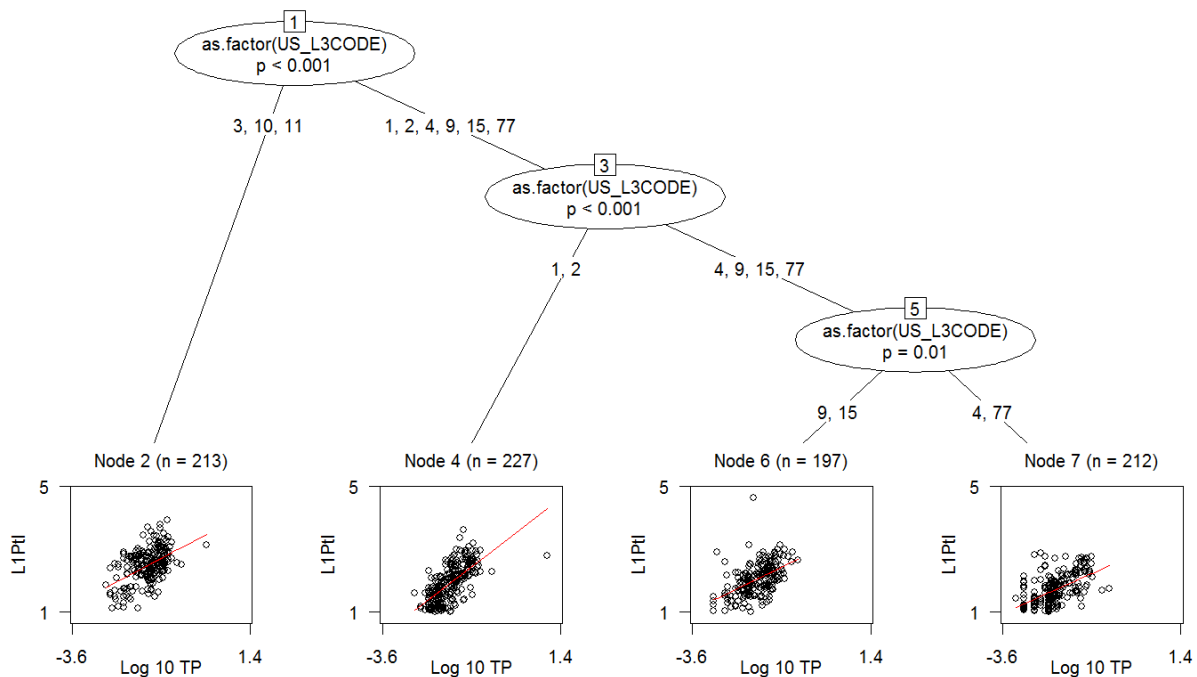 1
as.factor(US_L3CODE)
p < 0.001
3, 10, 11
1, 2, 4, 9, 15, 77
3
as.factor(US_L3CODE)
p < 0.001
1, 2
4, 9, 15, 77
5
as.factor(US_L3CODE)
p = 0.01
9, 15
4, 77
Node 2 (n = 213)
5
L1Ptl
1
-3.6
1.4
Log 10 TP
Node 4 (n = 227)
5
L1Ptl
1
-3.6
1.4
Log 10 TP
Node 6 (n = 197)
5
L1Ptl
1
-3.6
1.4
Log 10 TP
Node 7 (n = 212)
5
L1Ptl
1
-3.6
1.4
Log 10 TP